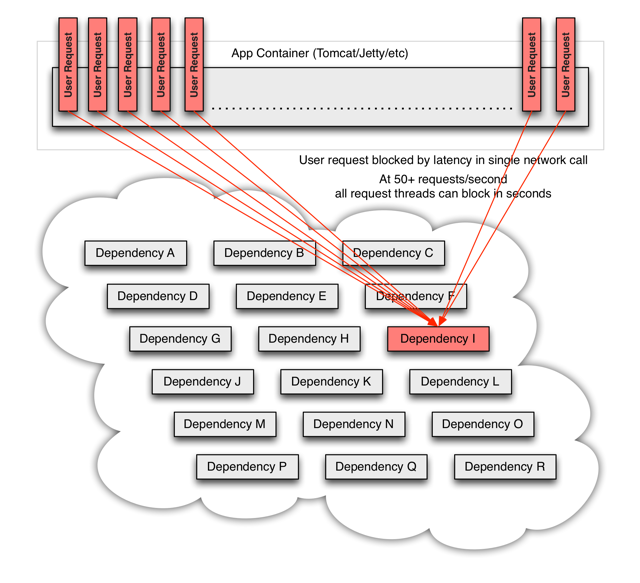 User Request
User Request
User Request
User Request
User Request
User Request
User Request
App Container (Tomcat/Jetty/etc)
User request blocked by latency in single network call
At 50+ requests/second
all request threads can block in seconds
Dependency A
Dependency B
Dependency C
Dependency D
Dependency E
Dependency F
Dependency G
Dependency H
Dependency I
Dependency J
Dependency K
Dependency L
Dependency M
Dependency N
Dependency O
Dependency P
Dependency Q
Dependency R